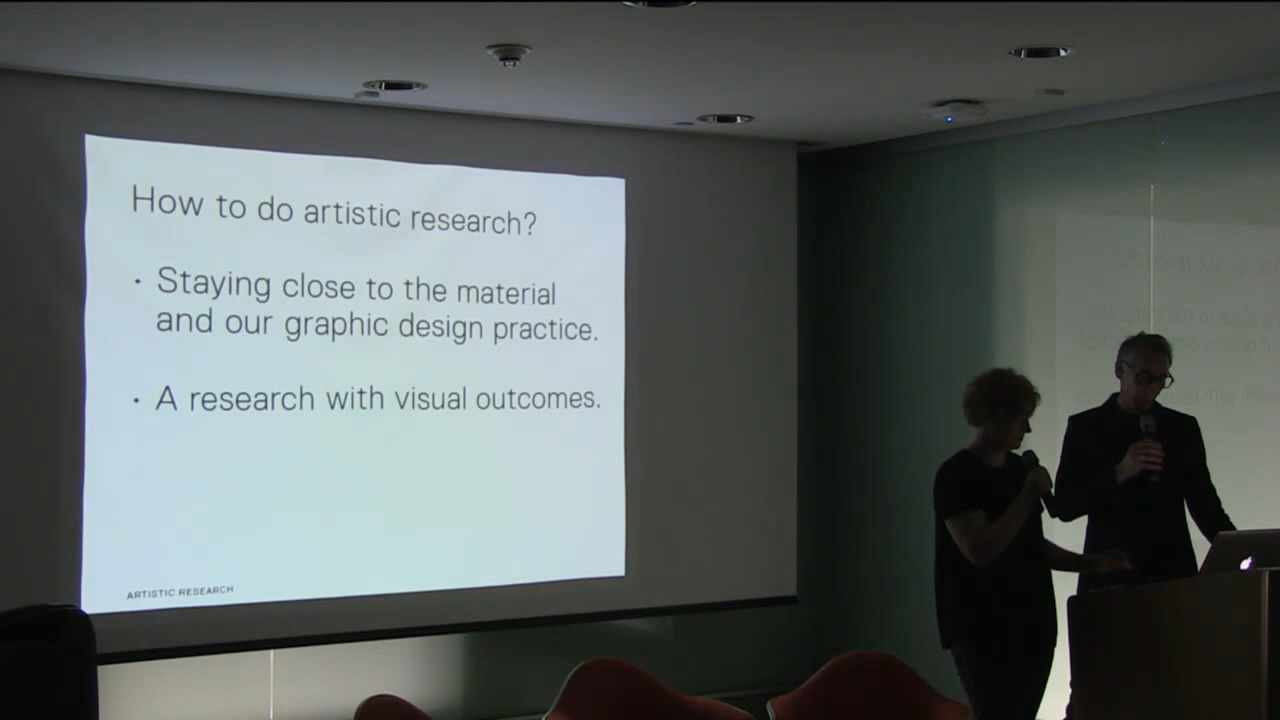 How to do artistic research?
• Staying close to the material
and our graphic design practice.
• A research with visual outcomes.
ARTISTIC RESEARCH